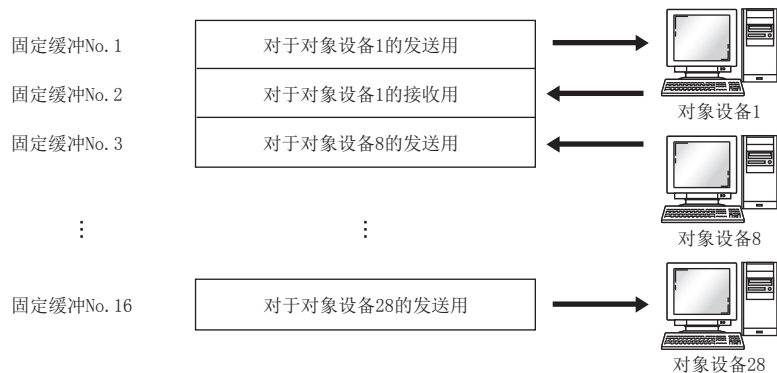 固定缓冲No. 1
对于对象设备1的发送用
固定缓冲No. 2
对于对象设备1的接收用
对象设备1
固定缓冲No. 3
对于对象设备8的发送用
对象设备8
⋮
⋮
固定缓冲No. 16
对于对象设备28的发送用
对象设备28